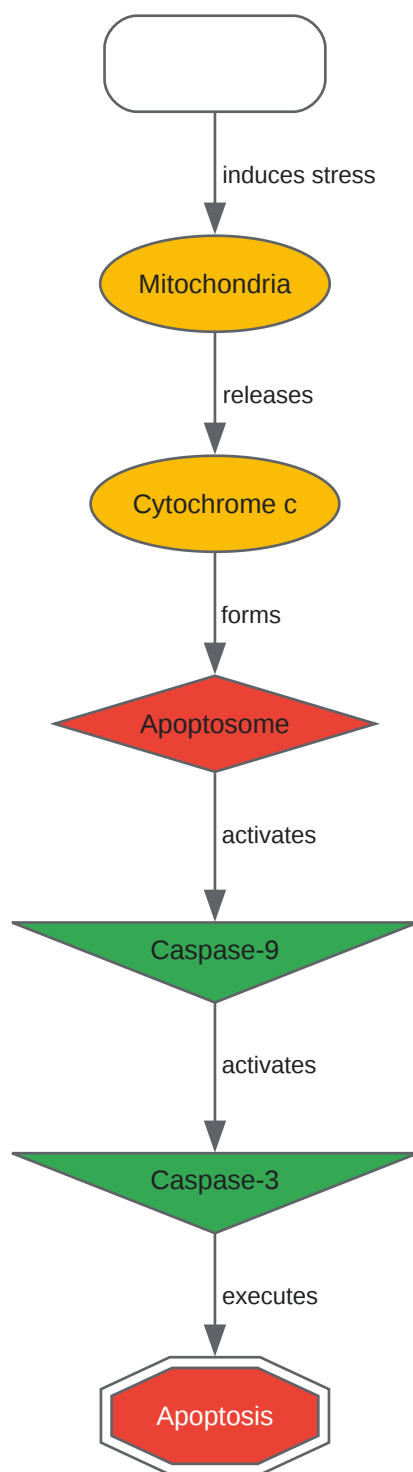 induces stress
Mitochondria
releases
Cytochrome c
forms
Apoptosome
activates
Caspase-9
activates
Caspase-3
executes
Apoptosis